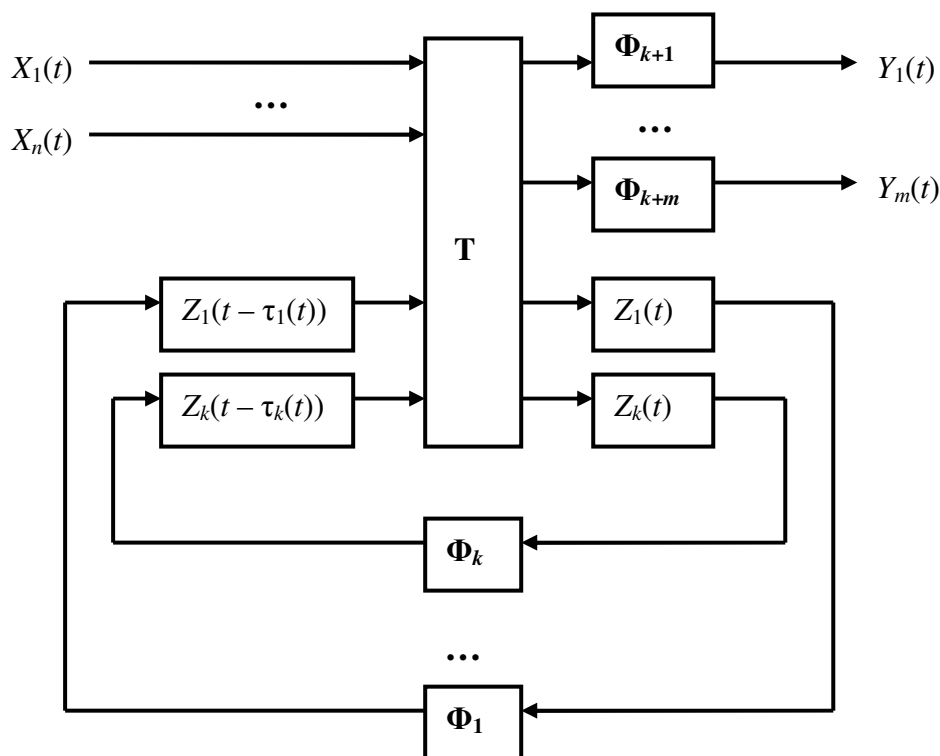 Φk+1
X1(t)
Y1(t)
...
...
Xn(t)
Φk+m
Ym(t)
T
Z1(t − τ1(t))
Z1(t)
Zk(t − τk(t))
Zk(t)
Φk
...
Φ1